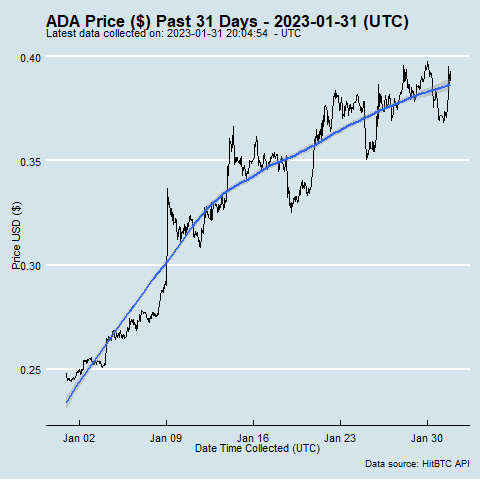 ADA Price ($) Past 31 Days - 2023-01-31 (UTC)
Latest data collected on: 2023-01-31 20:04:54 - UTC
0.40
0.35
0.30
0.25
Price USD ($)
Jan 02 Jan 09 Jan 16 Jan 23 Jan 30
Date Time Collected (UTC)
Data source: HitBTC API